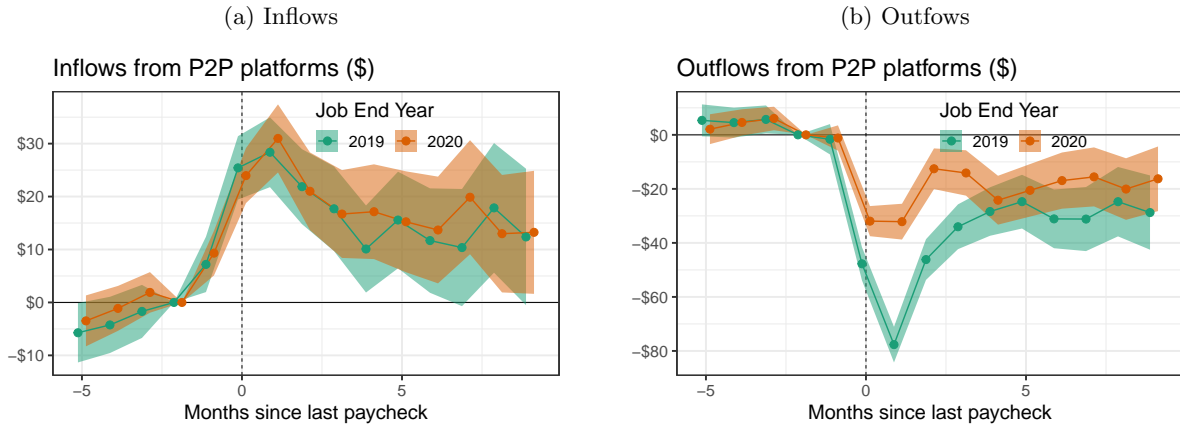 (a) Inflows
Inflows from P2P platforms ($)
Job End Year
2019 2020
$30
$20
$10
$0
−$10
−5 0 5
Months since last paycheck
(b) Outfows
Outflows from P2P platforms ($)
Job End Year
2019 2020
$0
−$20
−$40
−$60
−$80
−5 0 5
Months since last paycheck